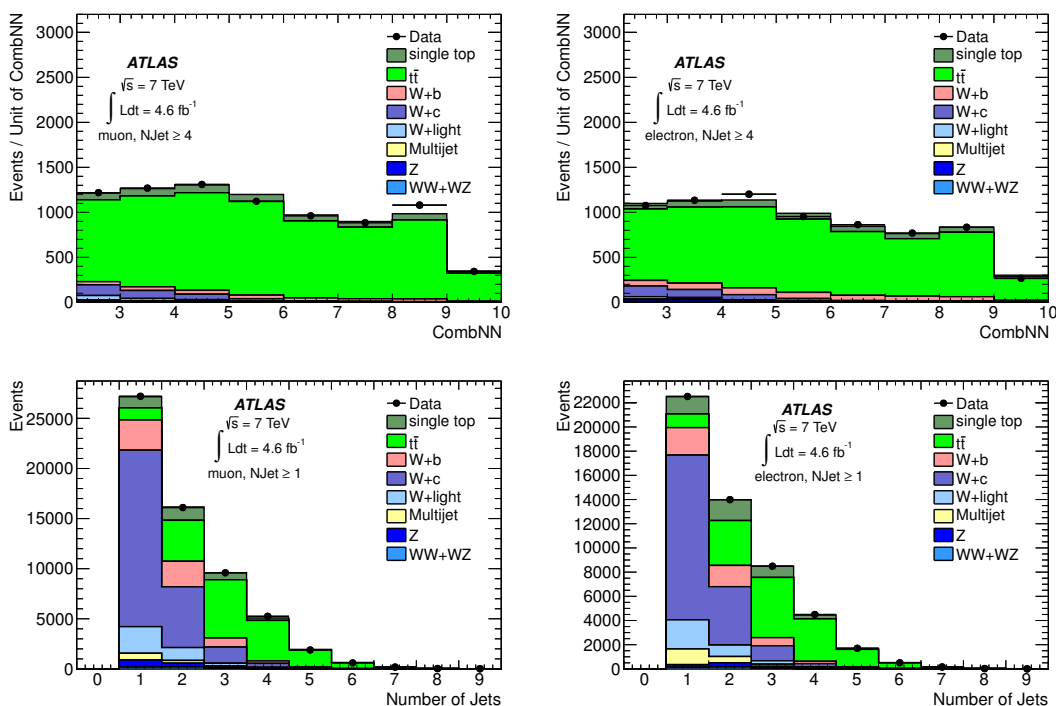 Events / Unit of CombNN
3000
2500
2000
1500
1000
500
0
ATLAS
√s = 7 TeV
∫ Ldt = 4.6 fb⁻¹
muon, NJet ≥ 4
Data
single top
tt̄
W+b
W+c
W+light
Multijet
Z
WW+WZ
3 4 5 6 7 8 9 10
CombNN
Events / Unit of CombNN
3000
2500
2000
1500
1000
500
0
ATLAS
√s = 7 TeV
∫ Ldt = 4.6 fb⁻¹
electron, NJet ≥ 4
Data
single top
tt̄
W+b
W+c
W+light
Multijet
Z
WW+WZ
3 4 5 6 7 8 9 10
CombNN
Events
25000
20000
15000
10000
5000
0
ATLAS
√s = 7 TeV
∫ Ldt = 4.6 fb⁻¹
muon, NJet ≥ 1
Data
single top
tt̄
W+b
W+c
W+light
Multijet
Z
WW+WZ
0 1 2 3 4 5 6 7 8 9
Number of Jets
Events
22000
20000
18000
16000
14000
12000
10000
8000
6000
4000
2000
0
ATLAS
√s = 7 TeV
∫ Ldt = 4.6 fb⁻¹
electron, NJet ≥ 1
Data
single top
tt̄
W+b
W+c
W+light
Multijet
Z
WW+WZ
0 1 2 3 4 5 6 7 8 9
Number of Jets